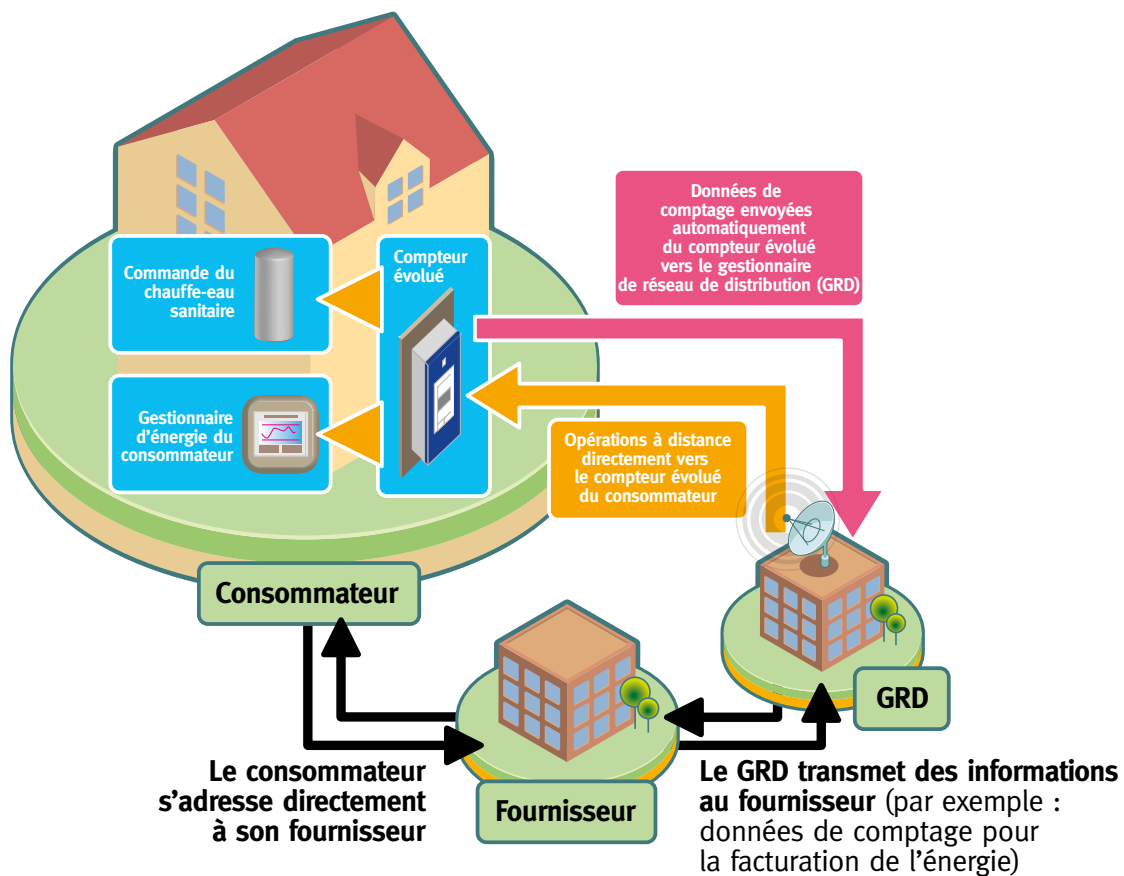 Données de
comptage envoyées
automatiquement
du compteur évolué
vers le gestionnaire
de réseau de distribution (GRD)
Commande du
chauffe-eau
sanitaire
Compteur
évolué
Gestionnaire
d'énergie du
consommateur
Opérations à distance
directement vers
le compteur évolué
du consommateur
Consommateur
GRD
Fournisseur
Le consommateur
s'adresse directement
à son fournisseur
Le GRD transmet des informations
au fournisseur (par exemple :
données de comptage pour
la facturation de l'énergie)